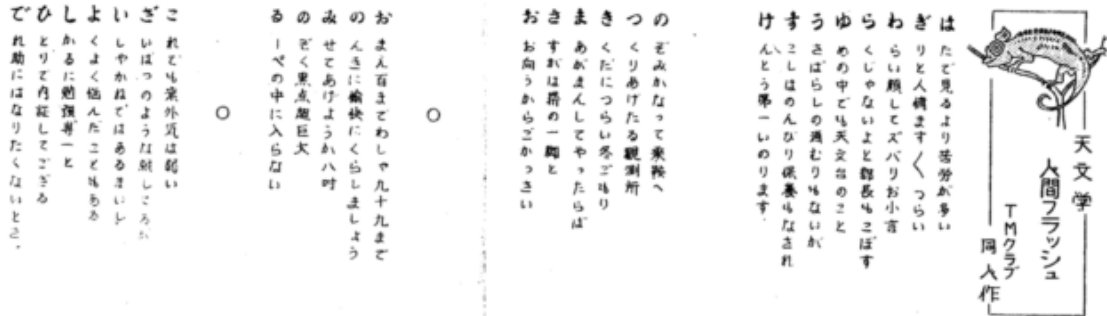 天文学
人間フラッシュ
TMクラブ
同人作
はたで見るより苦労が多い
ぎりと人情ます〱つらい
わらい顔してズバリお小言
らくじゃないよと部長もこぼす
ゆめの中でも天文台のこと
うさばらしの酒むりもないが
すこしはのんびり保養もなされ
けんとう第一いのります
のぞみかなって乗鞍へ
つくりあげたる観測所
きくだにつらい冬ごもり
まあがまんしてやったらば
さすがは搭の一期と
おお向うからごかっさい
○
おまえ百までわしゃ九十九まで
のんきに愉快にくらしましょう
みせてあげようか八吋
のぞく黒点超巨大
るーペの中に入らない
○
これでも案外気は弱い
ざいばつのような
いしやかねではあるまいし
よくよく悩んだこともある
しかるに勉強専一と
ひとりで内証してござる
でれ助にはなりたくないとさ。